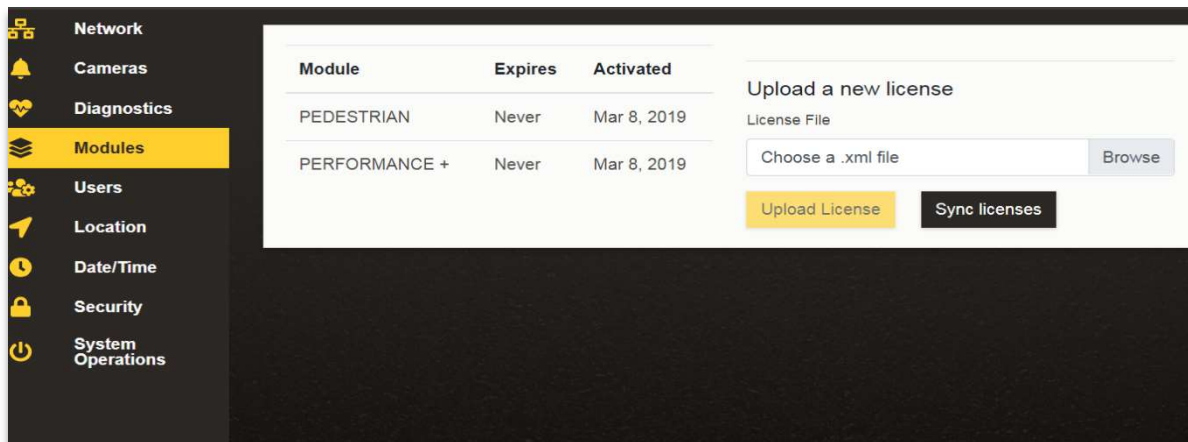 Network
Cameras
Diagnostics
Modules
Users
Location
Date/Time
Security
System
Operations
Module Expires Activated
PEDESTRIAN Never Mar 8, 2019
PERFORMANCE + Never Mar 8, 2019
Upload a new license
License File
Choose a .xml file Browse
Upload License Sync licenses